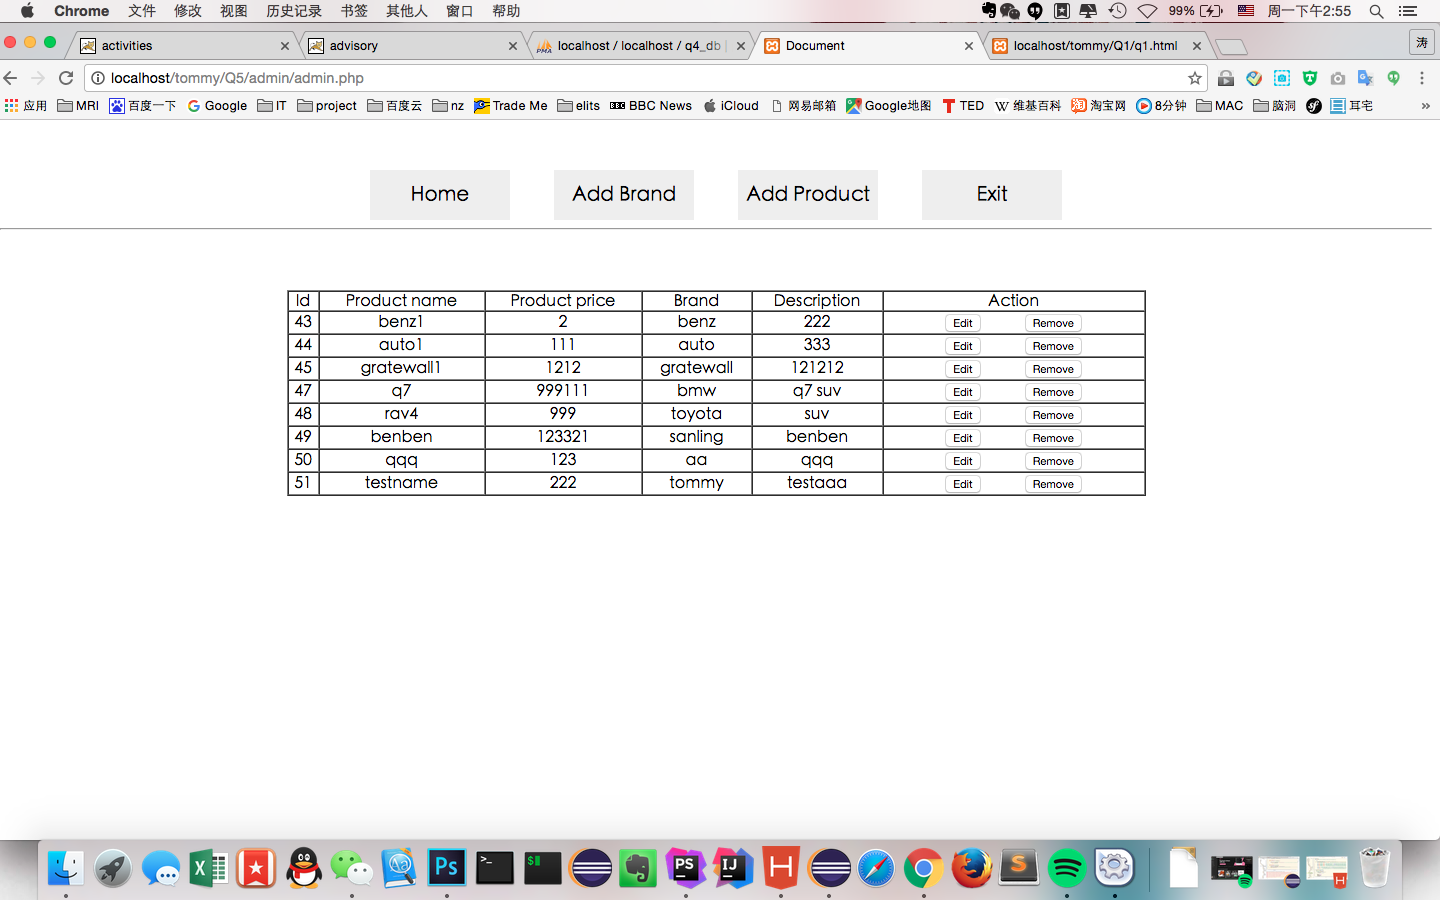 Chrome 文件 修改 视图 历史记录 书签 其他人 窗口 帮助 99% 周一下午2:55
activities advisory localhost / localhost / q4_db Document localhost/tommy/Q1/q1.html 涛
localhost/tommy/Q5/admin/admin.php
应用 MRI 百度一下 Google IT project 百度云 nz Trade Me elits BBC News iCloud 网易邮箱 Google地图 TED 维基百科 淘宝网 8分钟 MAC 脑洞 耳宅 »
Home Add Brand Add Product Exit
Id Product name Product price Brand Description Action
43 benz1 2 benz 222 Edit Remove
44 auto1 111 auto 333 Edit Remove
45 gratewall1 1212 gratewall 121212 Edit Remove
47 q7 999111 bmw q7 suv Edit Remove
48 rav4 999 toyota suv Edit Remove
49 benben 123321 sanling benben Edit Remove
50 qqq 123 aa qqq Edit Remove
51 testname 222 tommy testaaa Edit Remove